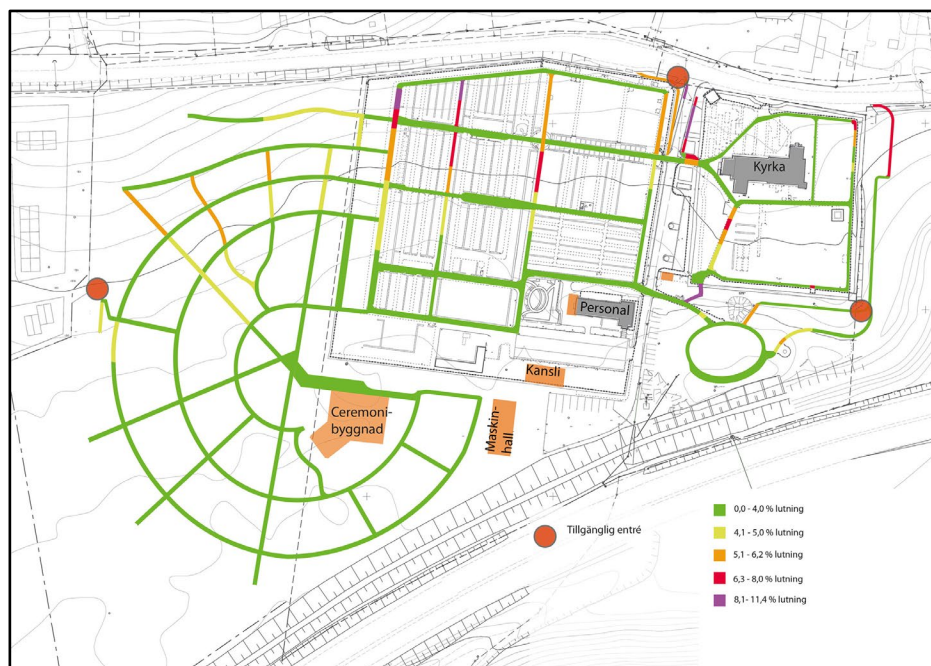 Kyrka
Personal
Kansli
Ceremoni-
byggnad
Maskin-
hall
Tillgänglig entré
0,0 - 4,0 % lutning
4,1 - 5,0 % lutning
5,1 - 6,2 % lutning
6,3 - 8,0 % lutning
8,1- 11,4 % lutning